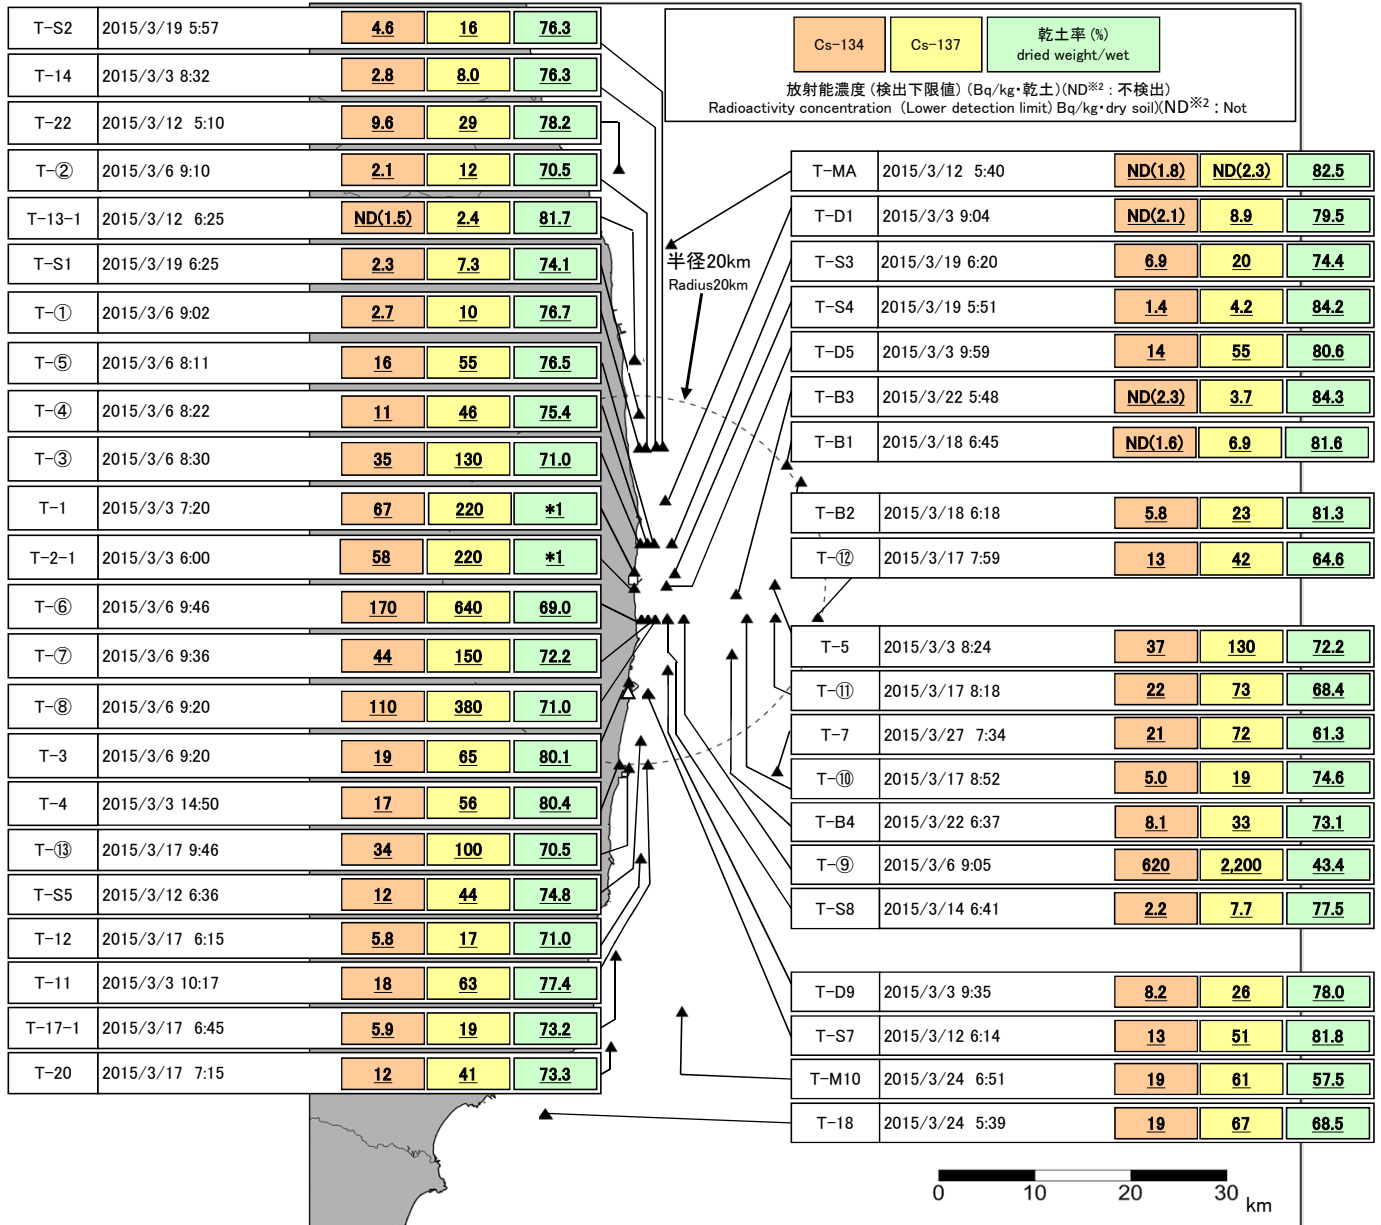 T-S2 2015/3/19 5:57 4.6 16 76.3
T-14 2015/3/3 8:32 2.8 8.0 76.3
T-22 2015/3/12 5:10 9.6 29 78.2
T-② 2015/3/6 9:10 2.1 12 70.5
T-13-1 2015/3/12 6:25 ND(1.5) 2.4 81.7
T-S1 2015/3/19 6:25 2.3 7.3 74.1
T-① 2015/3/6 9:02 2.7 10 76.7
T-⑤ 2015/3/6 8:11 16 55 76.5
T-④ 2015/3/6 8:22 11 46 75.4
T-③ 2015/3/6 8:30 35 130 71.0
T-1 2015/3/3 7:20 67 220 *1
T-2-1 2015/3/3 6:00 58 220 *1
T-⑥ 2015/3/6 9:46 170 640 69.0
T-⑦ 2015/3/6 9:36 44 150 72.2
T-⑧ 2015/3/6 9:20 110 380 71.0
T-3 2015/3/6 9:20 19 65 80.1
T-4 2015/3/3 14:50 17 56 80.4
T-⑬ 2015/3/17 9:46 34 100 70.5
T-S5 2015/3/12 6:36 12 44 74.8
T-12 2015/3/17 6:15 5.8 17 71.0
T-11 2015/3/3 10:17 18 63 77.4
T-17-1 2015/3/17 6:45 5.9 19 73.2
T-20 2015/3/17 7:15 12 41 73.3
Cs-134 Cs-137 乾土率 (%)
dried weight/wet
放射能濃度 (検出下限値) (Bq/kg・乾土)(ND※2 : 不検出)
Radioactivity concentration (Lower detection limit) Bq/kg・dry soil)(ND※2 : Not
半径20km
Radius20km
T-MA 2015/3/12 5:40 ND(1.8) ND(2.3) 82.5
T-D1 2015/3/3 9:04 ND(2.1) 8.9 79.5
T-S3 2015/3/19 6:20 6.9 20 74.4
T-S4 2015/3/19 5:51 1.4 4.2 84.2
T-D5 2015/3/3 9:59 14 55 80.6
T-B3 2015/3/22 5:48 ND(2.3) 3.7 84.3
T-B1 2015/3/18 6:45 ND(1.6) 6.9 81.6
T-B2 2015/3/18 6:18 5.8 23 81.3
T-⑫ 2015/3/17 7:59 13 42 64.6
T-5 2015/3/3 8:24 37 130 72.2
T-⑪ 2015/3/17 8:18 22 73 68.4
T-7 2015/3/27 7:34 21 72 61.3
T-⑩ 2015/3/17 8:52 5.0 19 74.6
T-B4 2015/3/22 6:37 8.1 33 73.1
T-⑨ 2015/3/6 9:05 620 2,200 43.4
T-S8 2015/3/14 6:41 2.2 7.7 77.5
T-D9 2015/3/3 9:35 8.2 26 78.0
T-S7 2015/3/12 6:14 13 51 81.8
T-M10 2015/3/24 6:51 19 61 57.5
T-18 2015/3/24 5:39 19 67 68.5
0 10 20 30 km